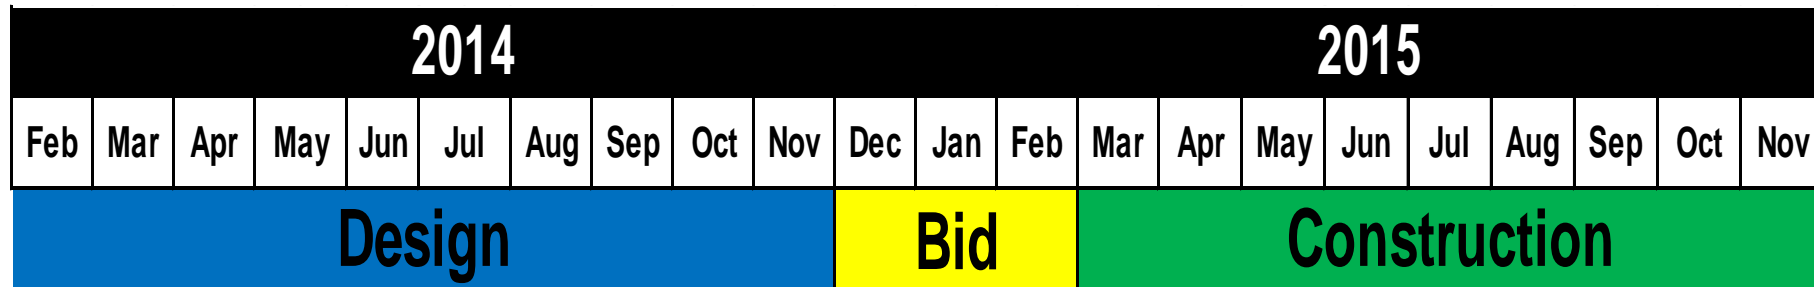 2014 2015
Feb Mar Apr May Jun Jul Aug Sep Oct Nov Dec Jan Feb Mar Apr May Jun Jul Aug Sep Oct Nov
Design Bid Construction